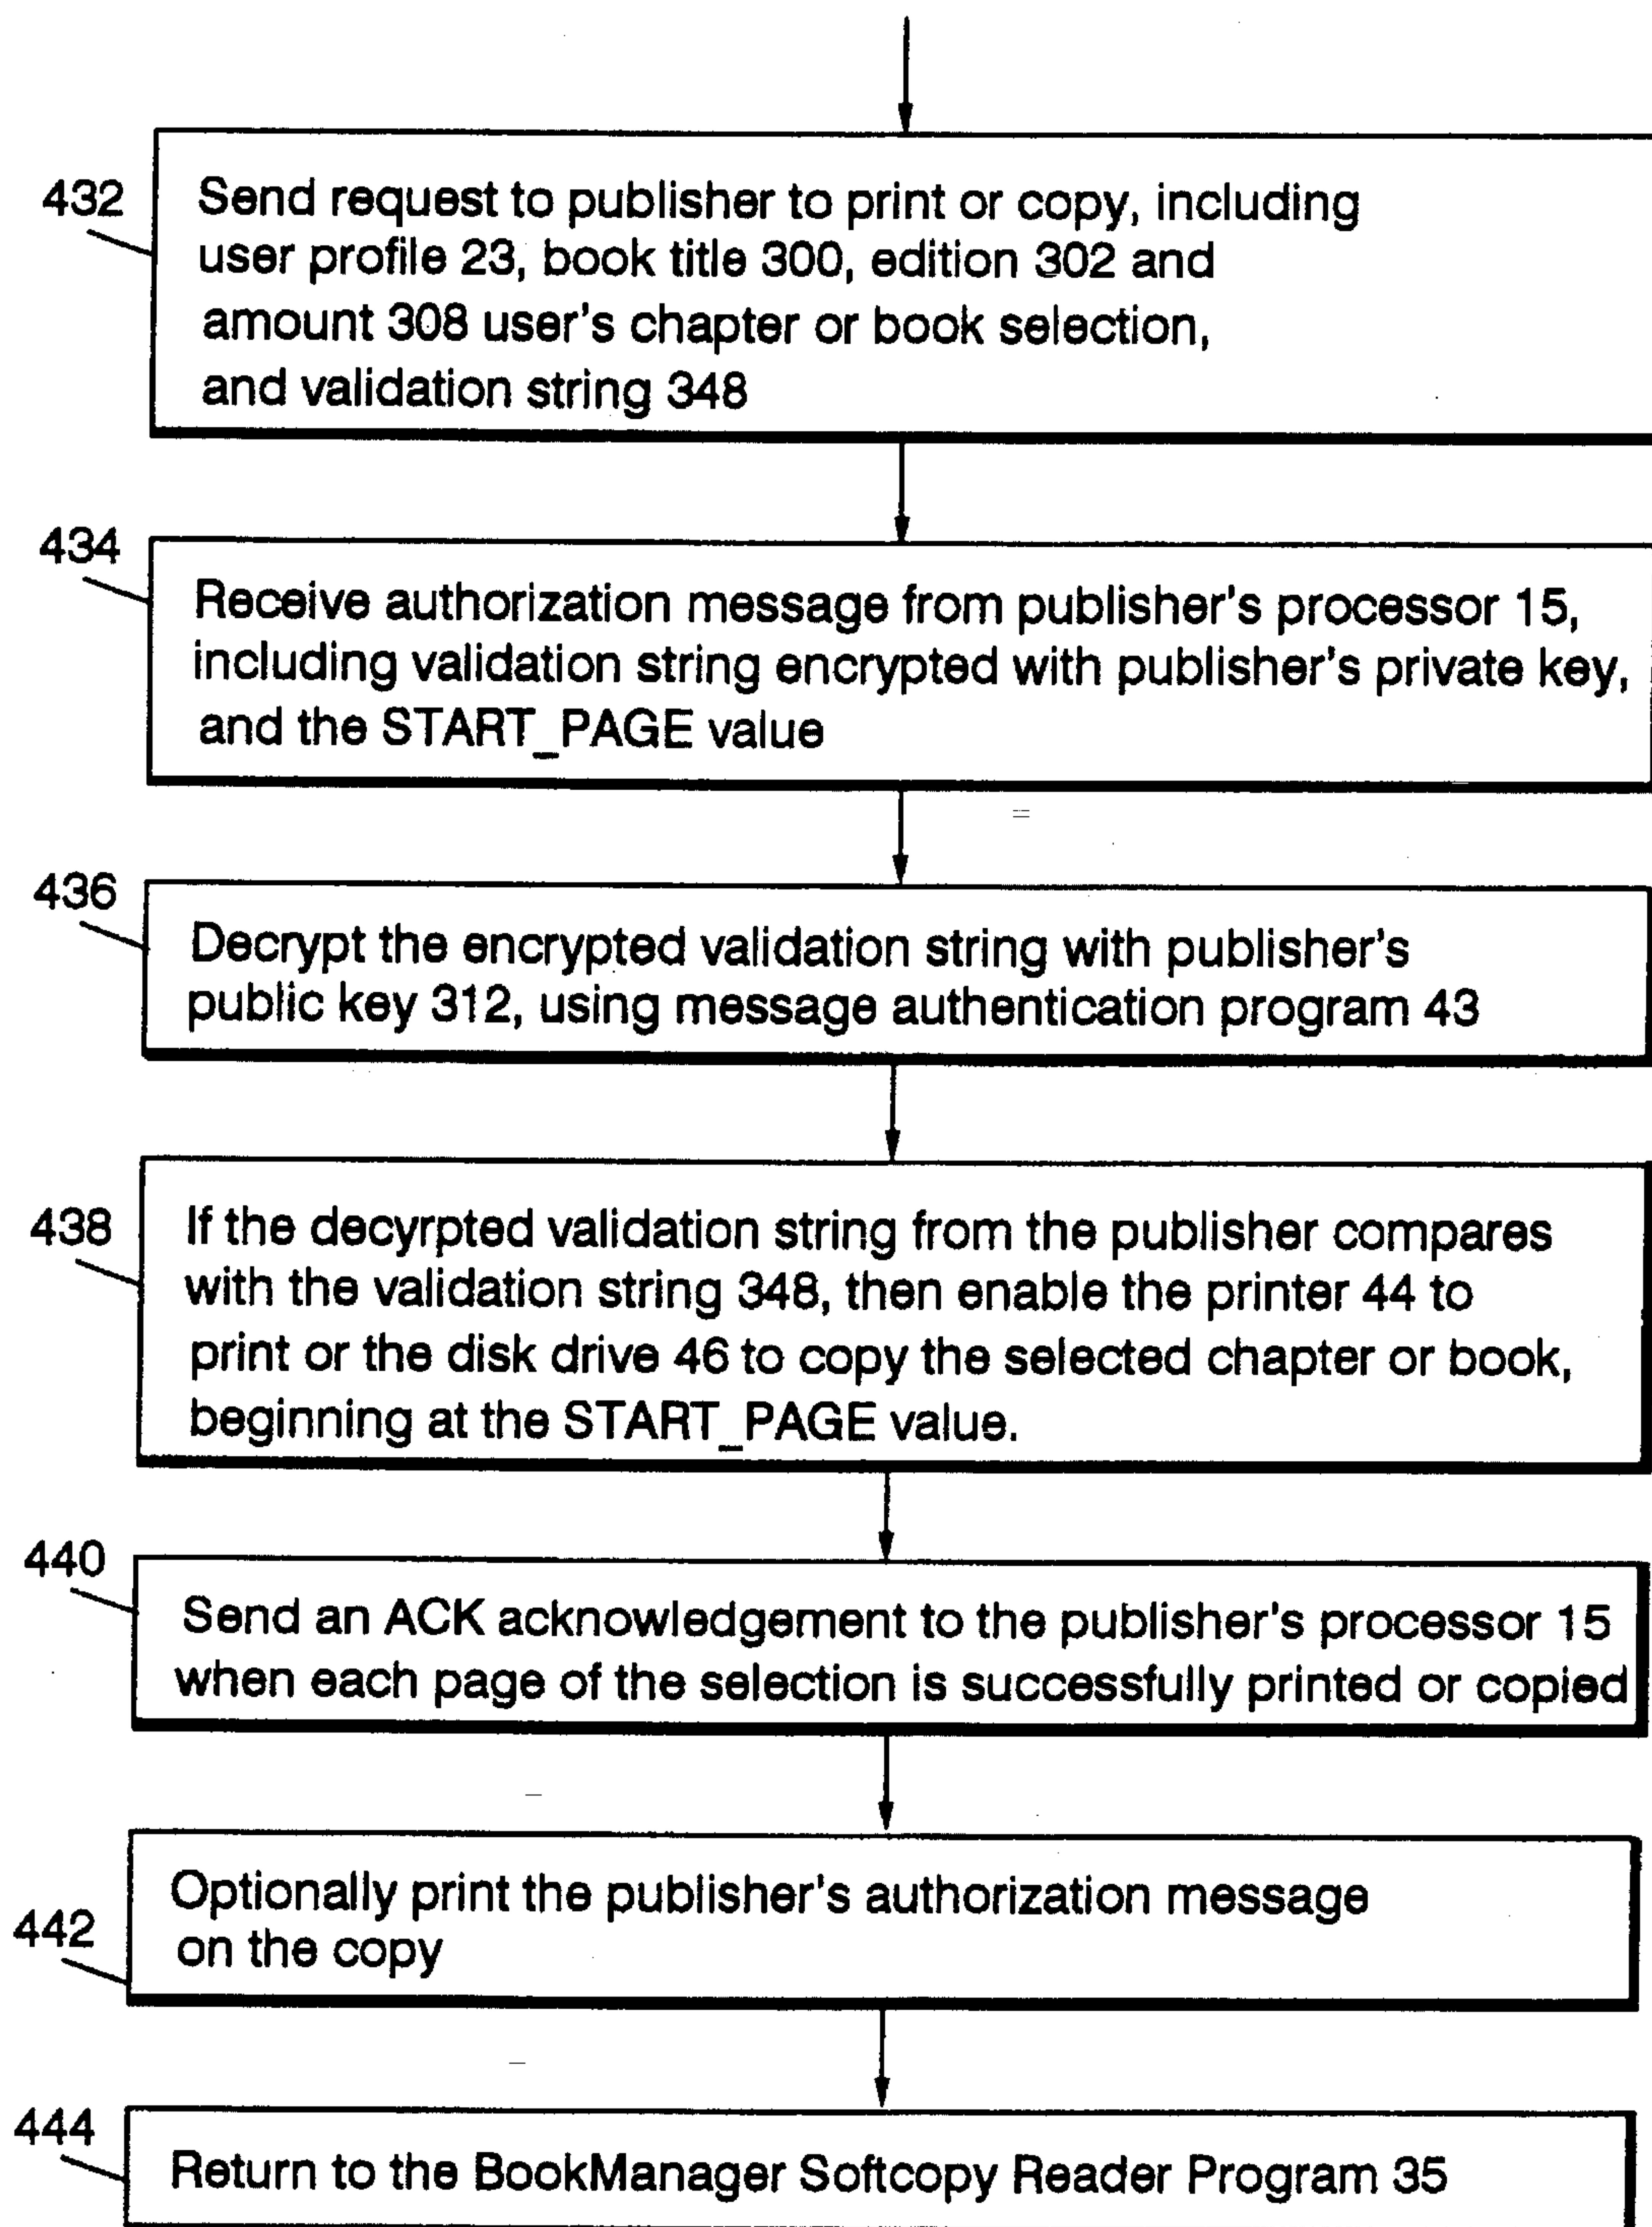 432
Send request to publisher to print or copy, including
user profile 23, book title 300, edition 302 and
amount 308 user's chapter or book selection,
and validation string 348
434
Receive authorization message from publisher's processor 15,
including validation string encrypted with publisher's private key,
and the START_PAGE value
436
Decrypt the encrypted validation string with publisher's
public key 312, using message authentication program 43
438
If the decyrpted validation string from the publisher compares
with the validation string 348, then enable the printer 44 to
print or the disk drive 46 to copy the selected chapter or book,
beginning at the START_PAGE value.
440
Send an ACK acknowledgement to the publisher's processor 15
when each page of the selection is successfully printed or copied
442
Optionally print the publisher's authorization message
on the copy
444
Return to the BookManager Softcopy Reader Program 35